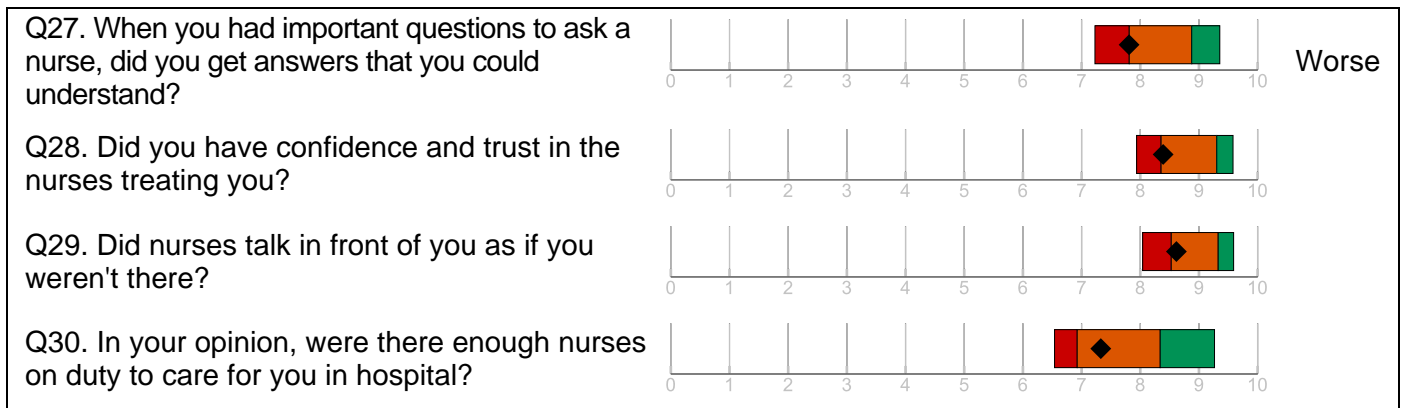 Q27. When you had important questions to ask a
nurse, did you get answers that you could
understand?
0 1 2 3 4 5 6 7 8 9 10
Worse
Q28. Did you have confidence and trust in the
nurses treating you?
0 1 2 3 4 5 6 7 8 9 10
Q29. Did nurses talk in front of you as if you
weren't there?
0 1 2 3 4 5 6 7 8 9 10
Q30. In your opinion, were there enough nurses
on duty to care for you in hospital?
0 1 2 3 4 5 6 7 8 9 10